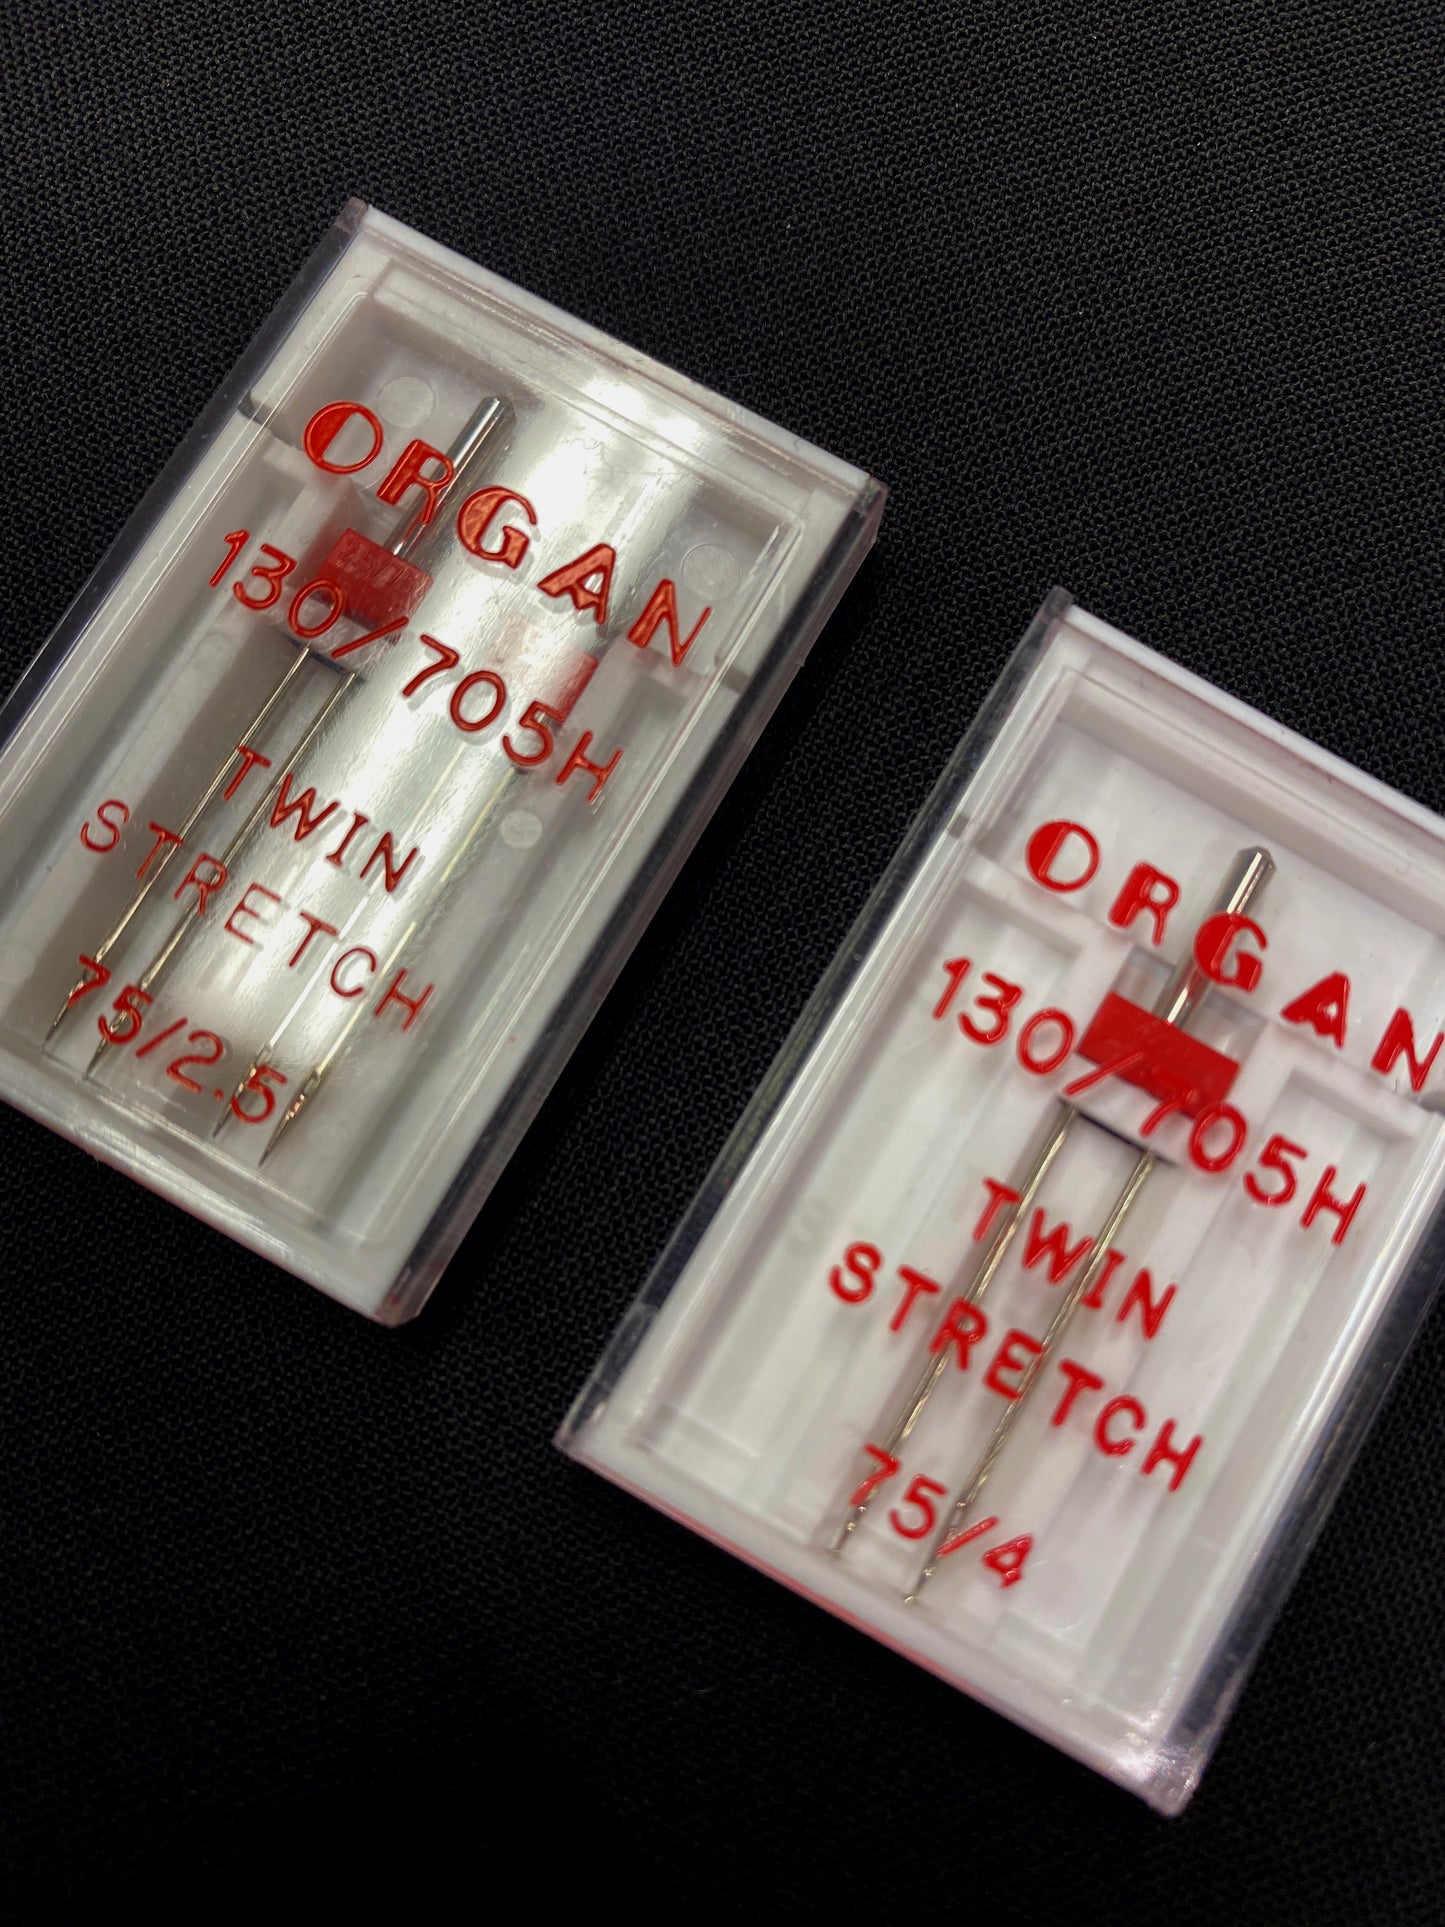 ORGAN
130/705H
TWIN
STRETCH
75/2.5
ORGAN
130/705H
TWIN
STRETCH
75/4